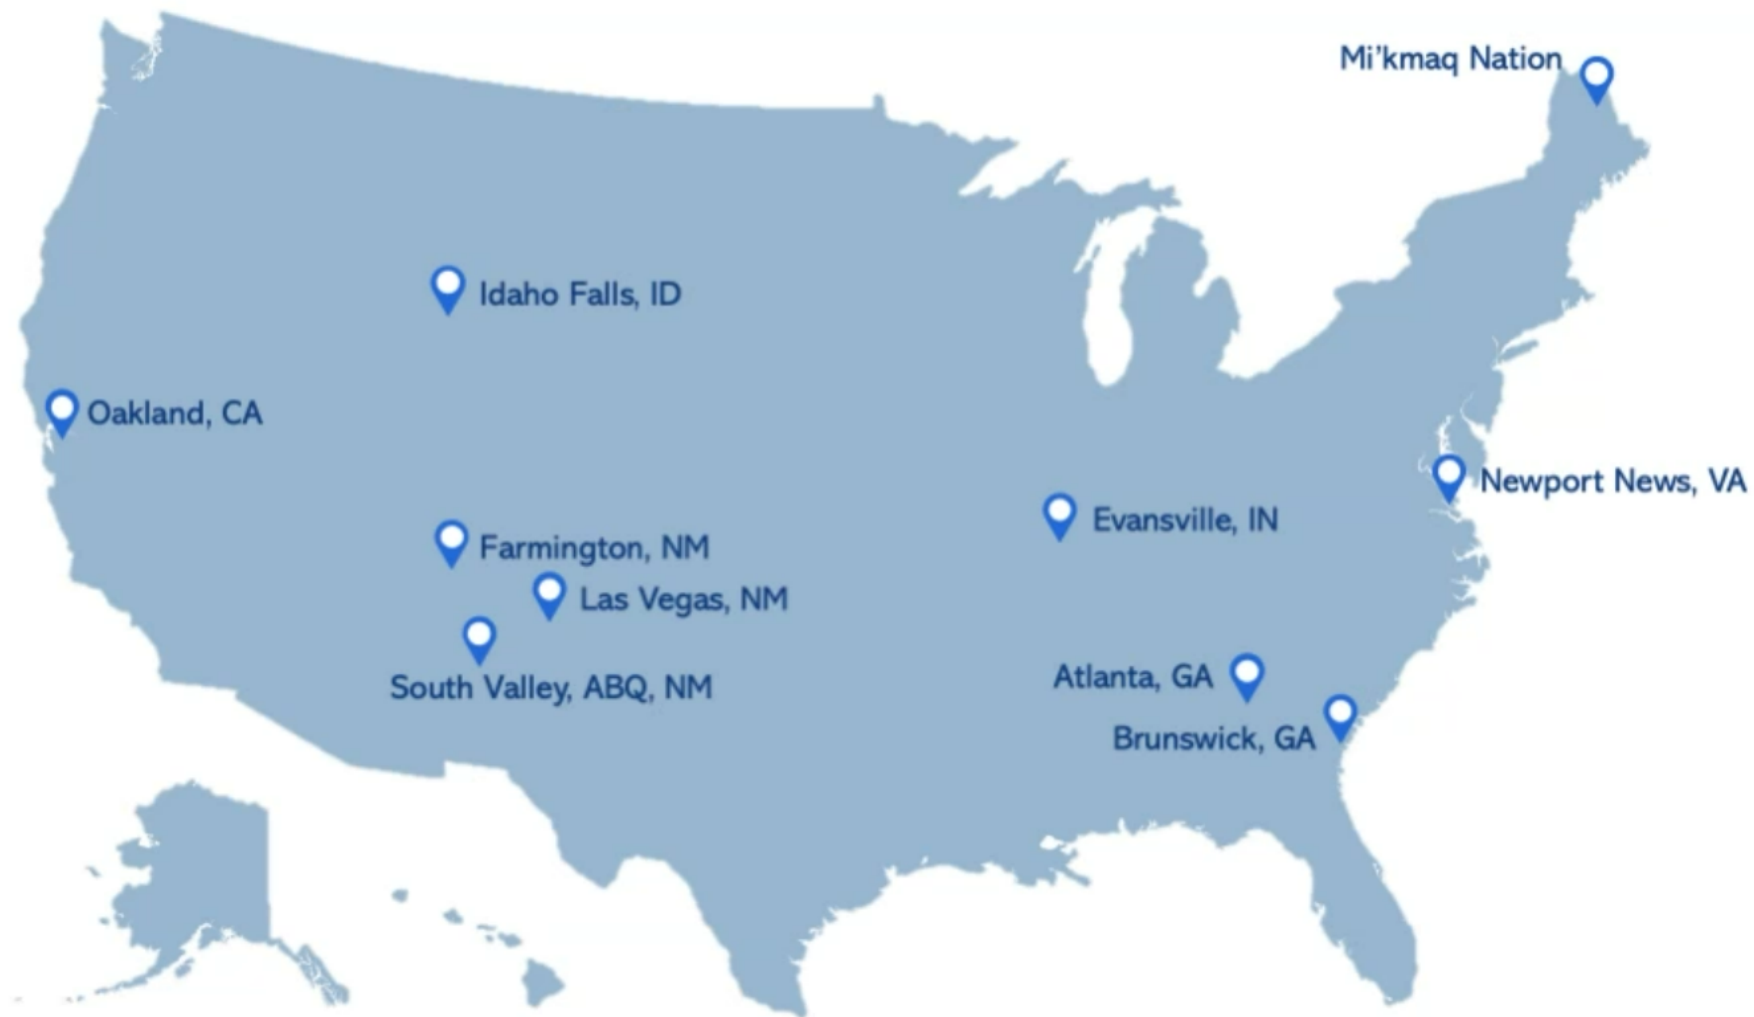 Mi’kmaq Nation
Idaho Falls, ID
Oakland, CA
Newport News, VA
Evansville, IN
Farmington, NM
Las Vegas, NM
Atlanta, GA
South Valley, ABQ, NM
Brunswick, GA